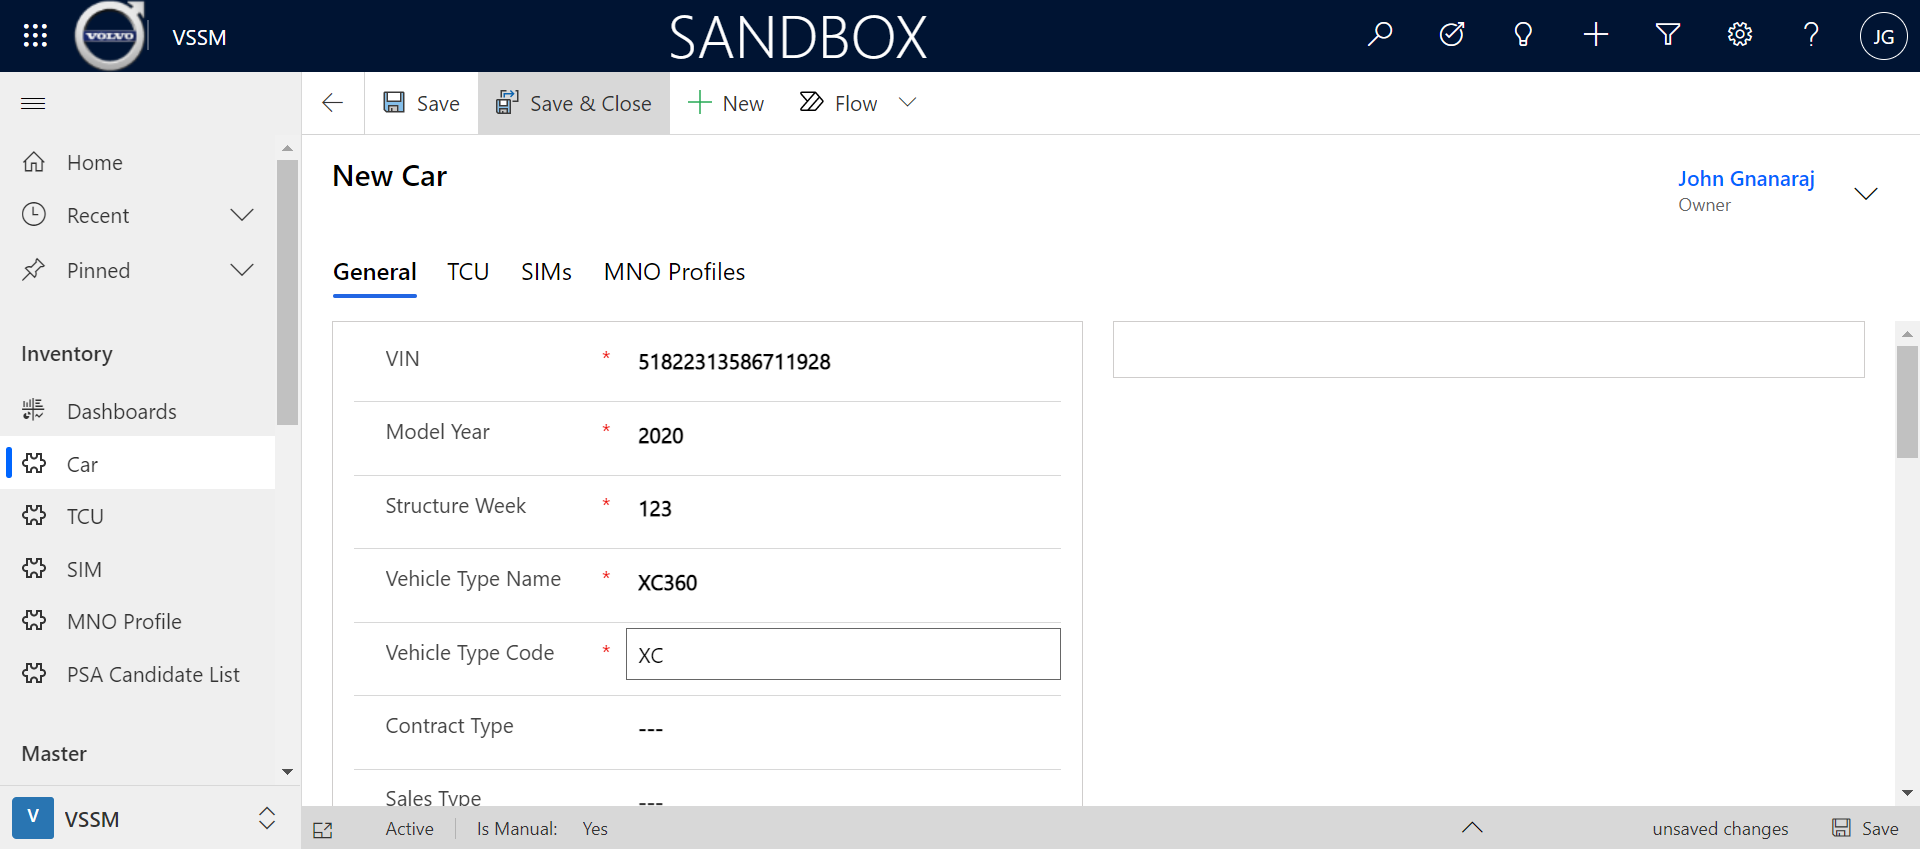 VOLVO
VSSM
SANDBOX
JG
Save
Save & Close
New
Flow
Home
Recent
Pinned
Inventory
Dashboards
Car
TCU
SIM
MNO Profile
PSA Candidate List
Master
V
VSSM
New Car
John Gnanaraj
Owner
General TCU SIMs MNO Profiles
VIN * 51822313586711928
Model Year * 2020
Structure Week * 123
Vehicle Type Name * XC360
Vehicle Type Code * XC
Contract Type ---
Sales Type ---
Active Is Manual: Yes
unsaved changes Save